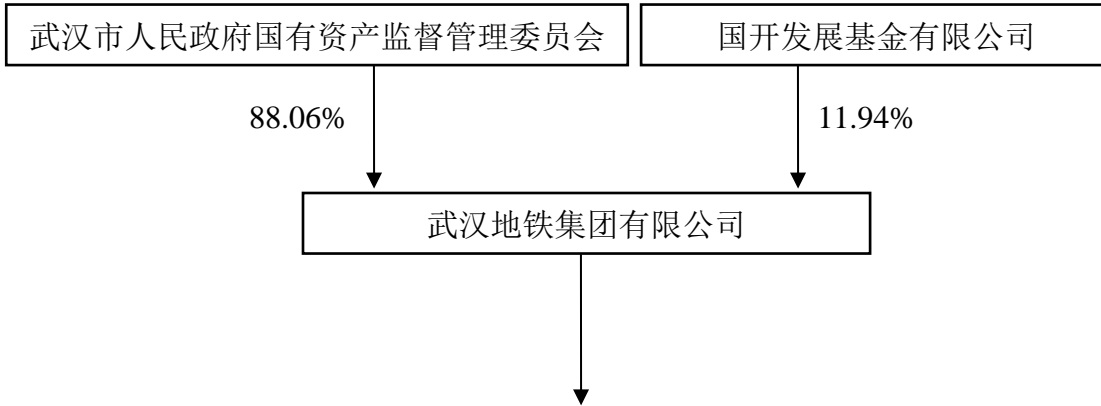 武汉市人民政府国有资产监督管理委员会
国开发展基金有限公司
88.06%
11.94%
武汉地铁集团有限公司